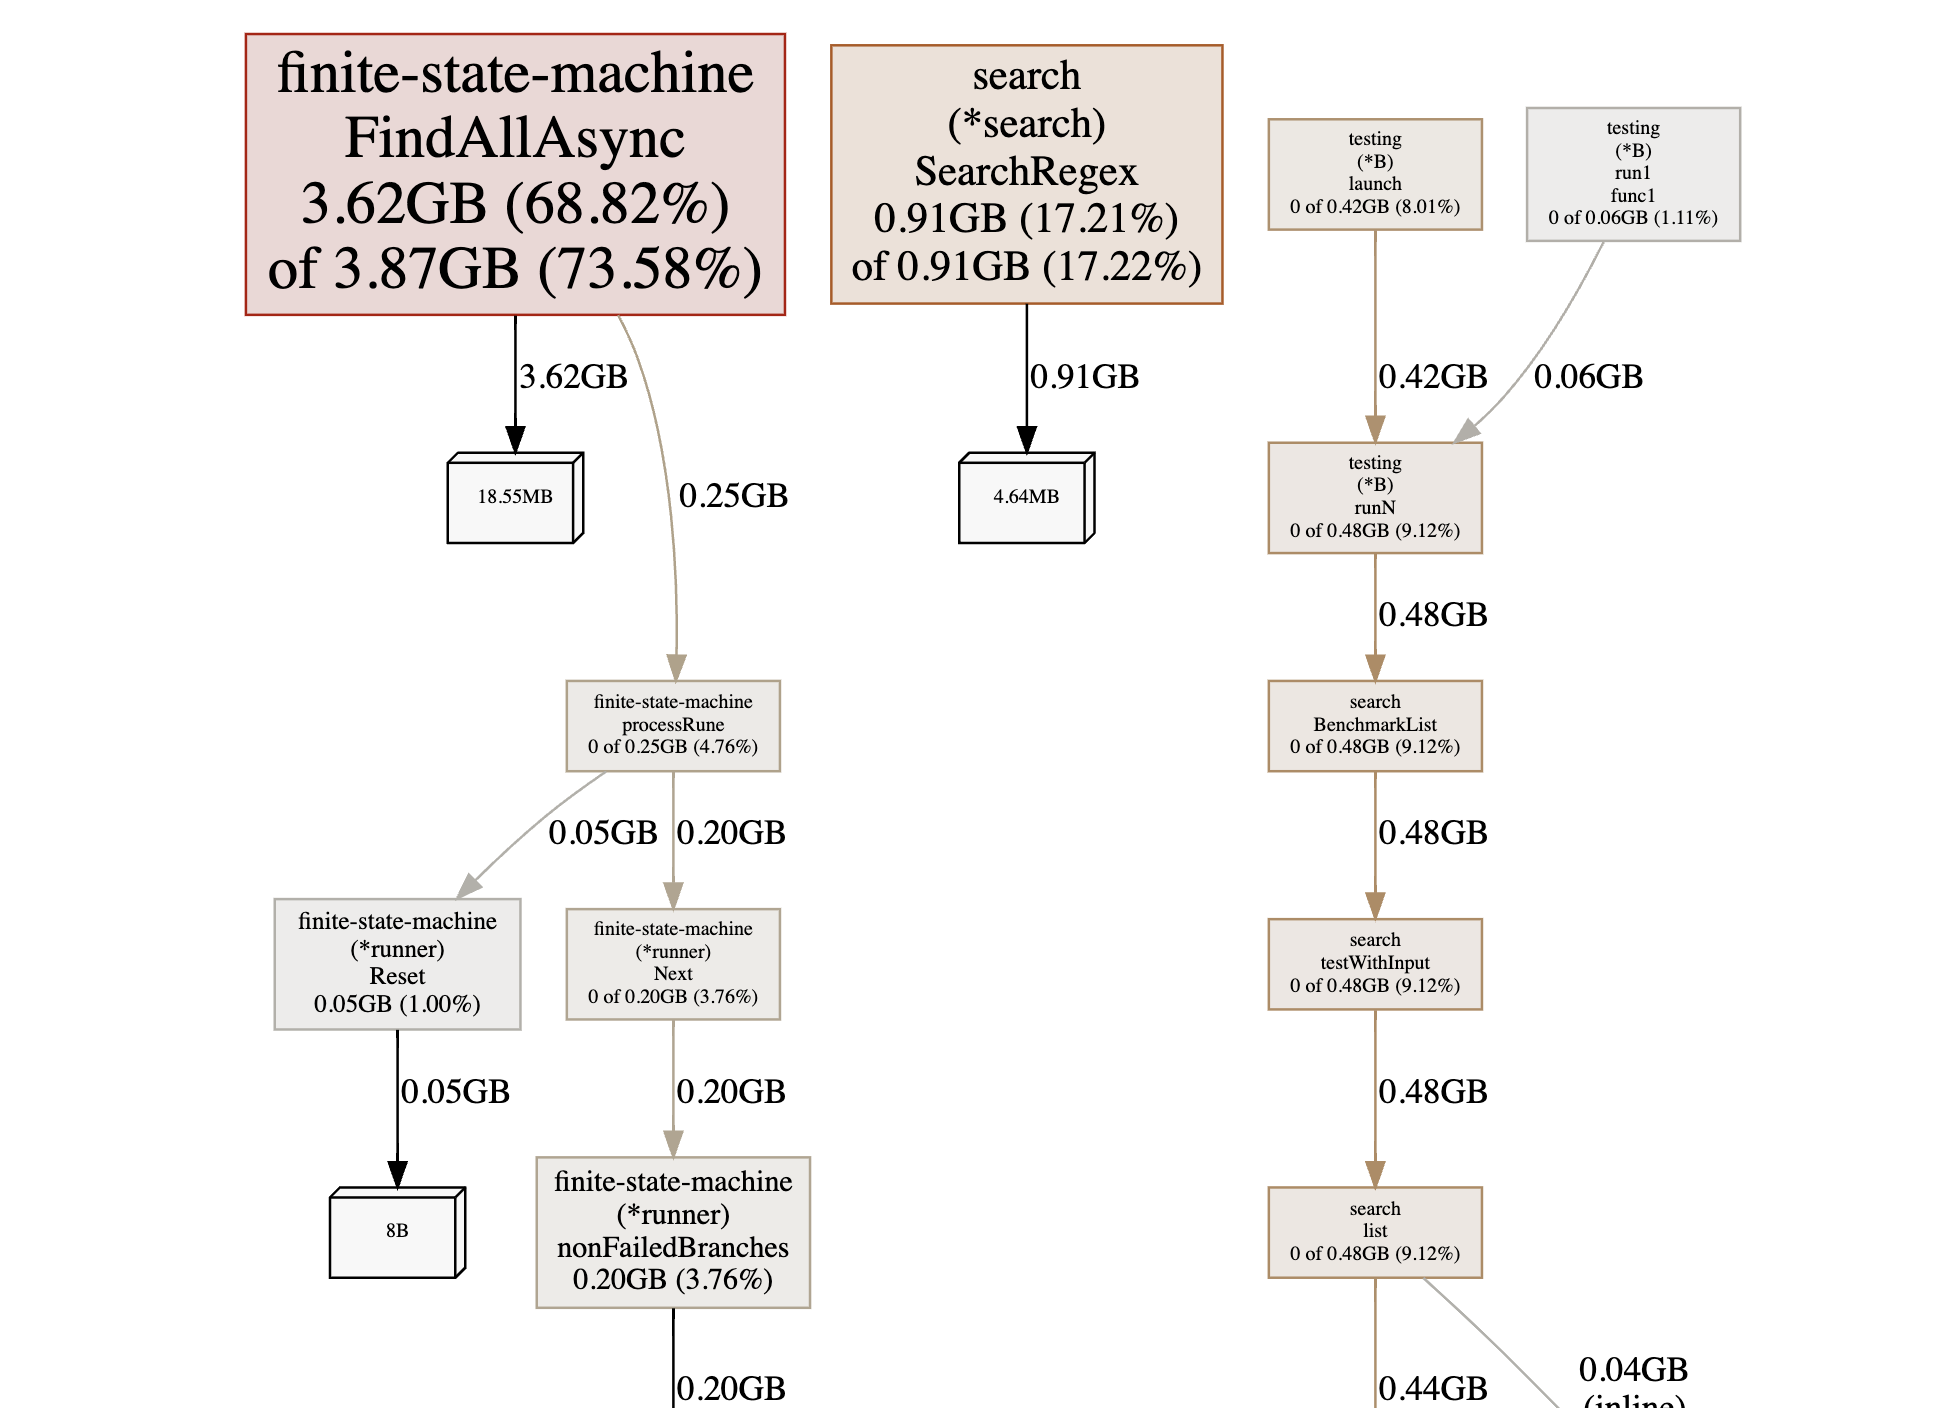 finite-state-machine
FindAllAsync
3.62GB (68.82%)
of 3.87GB (73.58%)
search
(*search)
SearchRegex
0.91GB (17.21%)
of 0.91GB (17.22%)
testing
(*B)
launch
0 of 0.42GB (8.01%)
testing
(*B)
run1
func1
0 of 0.06GB (1.11%)
3.62GB
0.91GB
0.42GB
0.06GB
18.55MB
0.25GB
4.64MB
testing
(*B)
runN
0 of 0.48GB (9.12%)
0.48GB
finite-state-machine
processRune
0 of 0.25GB (4.76%)
search
BenchmarkList
0 of 0.48GB (9.12%)
0.05GB
0.20GB
0.48GB
finite-state-machine
(*runner)
Reset
0.05GB (1.00%)
finite-state-machine
(*runner)
Next
0 of 0.20GB (3.76%)
search
testWithInput
0 of 0.48GB (9.12%)
0.05GB
0.20GB
0.48GB
8B
finite-state-machine
(*runner)
nonFailedBranches
0.20GB (3.76%)
search
list
0 of 0.48GB (9.12%)
0.20GB
0.44GB
0.04GB
(inline)